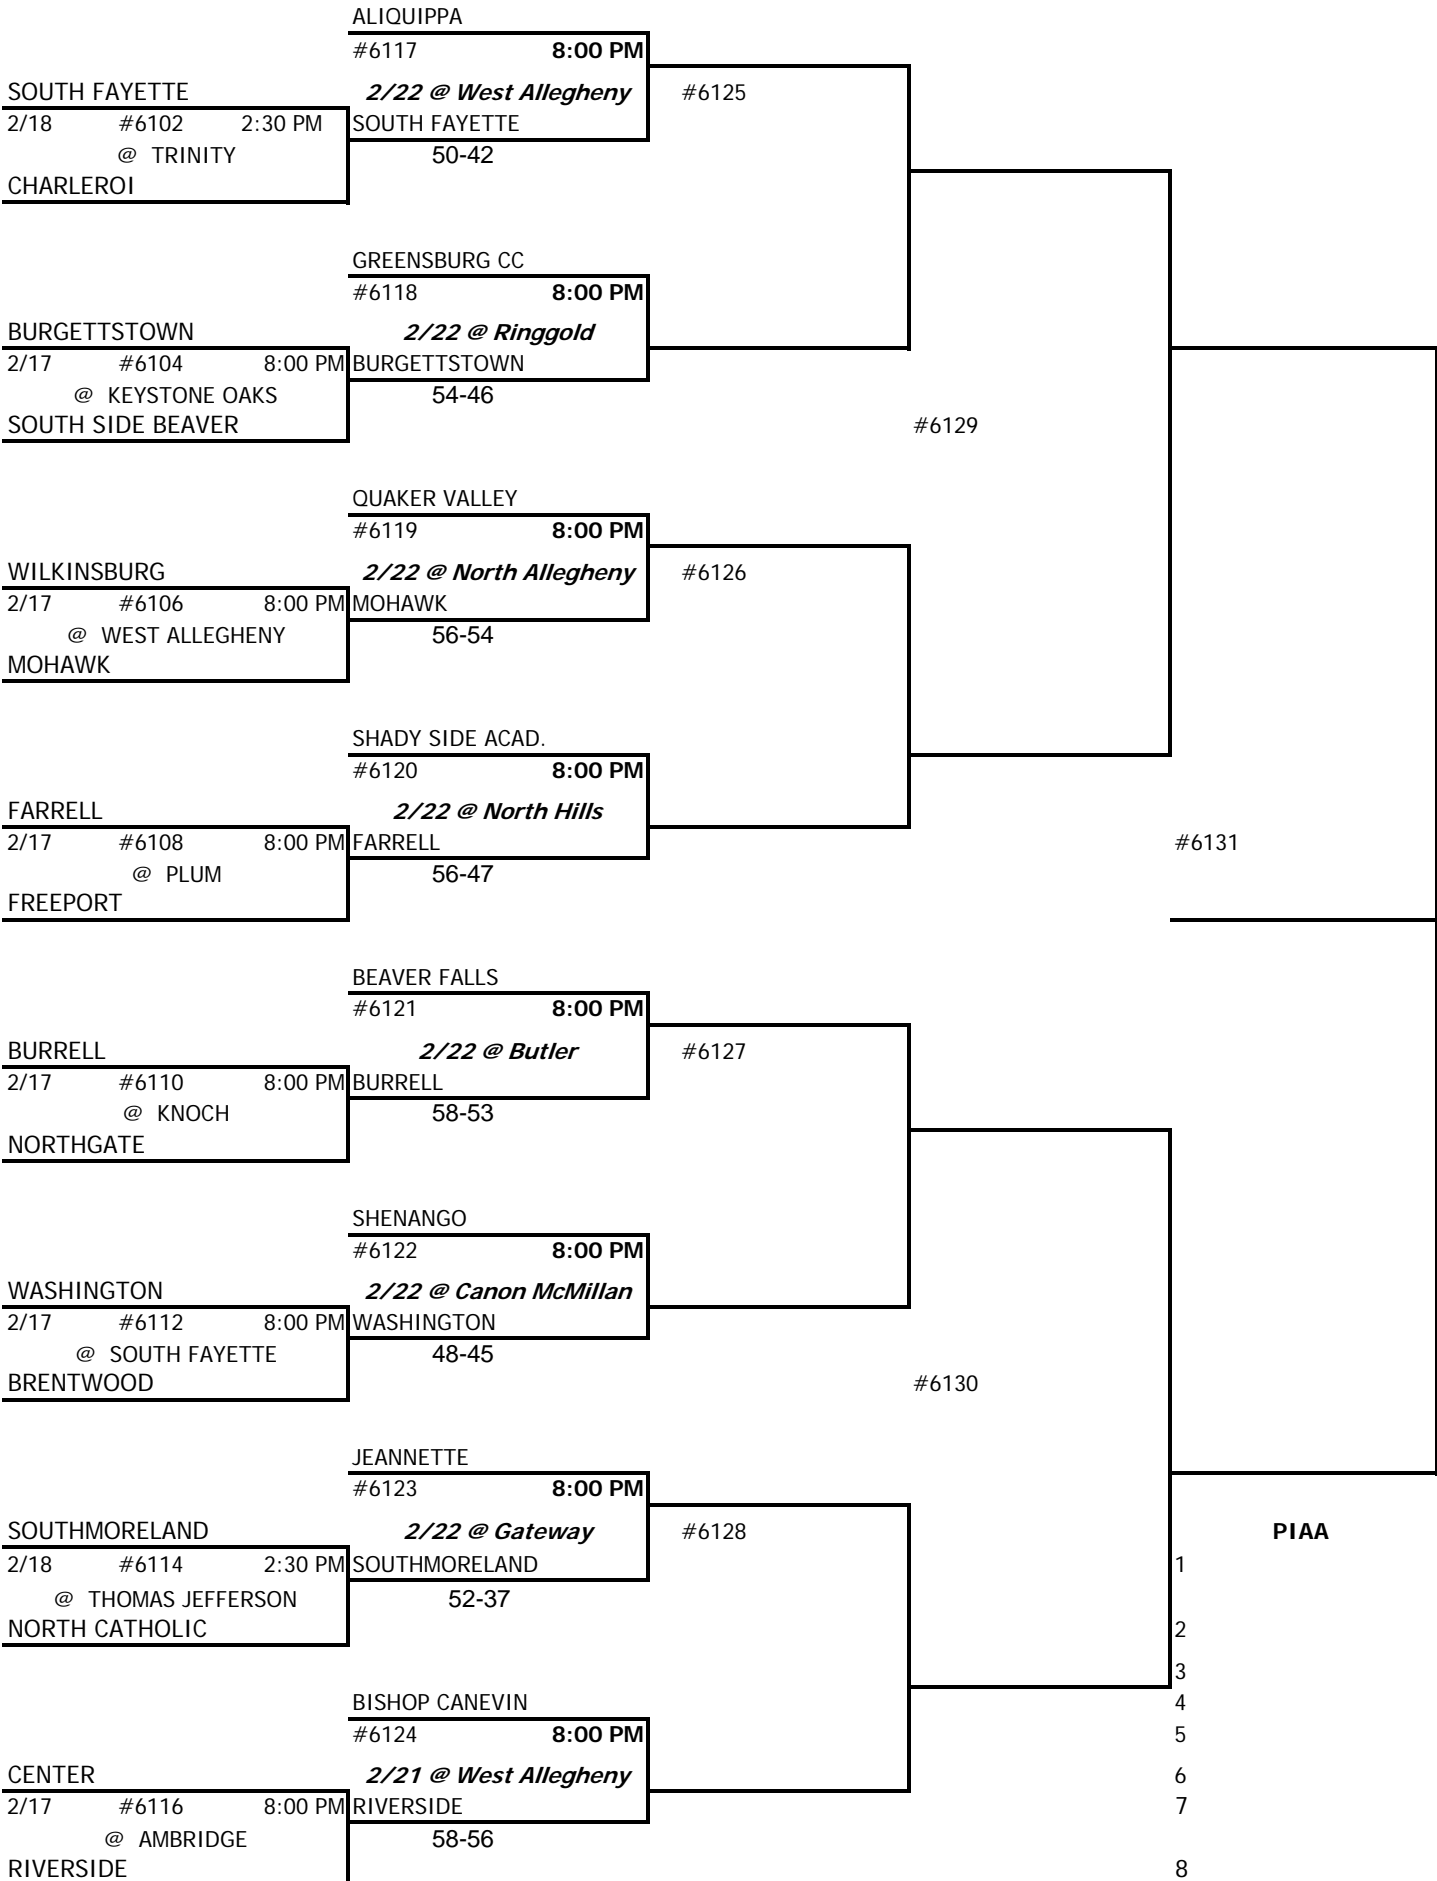 ALIQUIPPA
#6117 8:00 PM
SOUTH FAYETTE 2/22 @ West Allegheny #6125
2/18 #6102 2:30 PM SOUTH FAYETTE
@ TRINITY 50-42
CHARLEROI
GREENSBURG CC
#6118 8:00 PM
BURGETTSTOWN 2/22 @ Ringgold
2/17 #6104 8:00 PM BURGETTSTOWN
@ KEYSTONE OAKS 54-46
SOUTH SIDE BEAVER #6129
QUAKER VALLEY
#6119 8:00 PM
WILKINSBURG 2/22 @ North Allegheny #6126
2/17 #6106 8:00 PM MOHAWK
@ WEST ALLEGHENY 56-54
MOHAWK
SHADY SIDE ACAD.
#6120 8:00 PM
FARRELL 2/22 @ North Hills
2/17 #6108 8:00 PM FARRELL #6131
@ PLUM 56-47
FREEPORT
BEAVER FALLS
#6121 8:00 PM
BURRELL 2/22 @ Butler #6127
2/17 #6110 8:00 PM BURRELL
@ KNOCH 58-53
NORTHGATE
SHENANGO
#6122 8:00 PM
WASHINGTON 2/22 @ Canon McMillan
2/17 #6112 8:00 PM WASHINGTON
@ SOUTH FAYETTE 48-45
BRENTWOOD #6130
JEANNETTE
#6123 8:00 PM
SOUTHMORELAND 2/22 @ Gateway #6128 PIAA
2/18 #6114 2:30 PM SOUTHMORELAND 1
@ THOMAS JEFFERSON 52-37
NORTH CATHOLIC 2
3
BISHOP CANEVIN 4
#6124 8:00 PM 5
CENTER 2/21 @ West Allegheny 6
2/17 #6116 8:00 PM RIVERSIDE 7
@ AMBRIDGE 58-56
RIVERSIDE 8